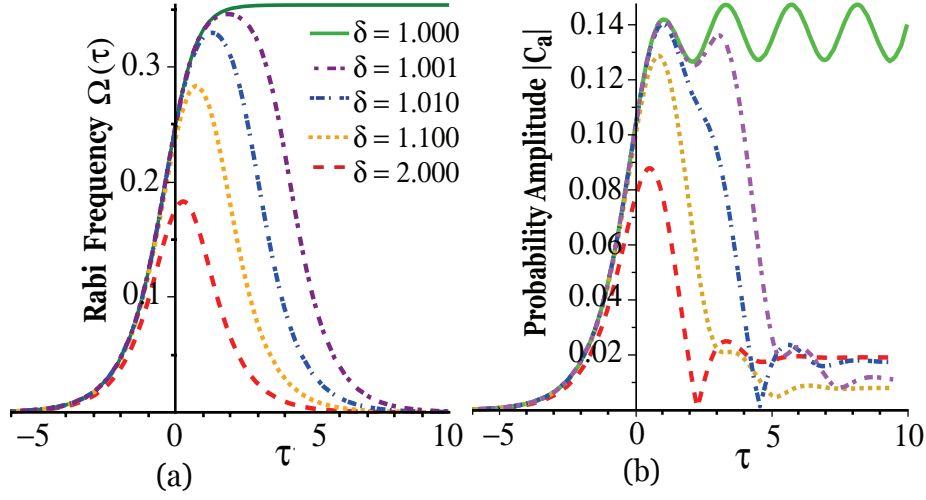 Rabi Frequency Ω(τ)
0.3
0.2
0.1
−5
0
5
10
τ
(a)
δ = 1.000
δ = 1.001
δ = 1.010
δ = 1.100
δ = 2.000
Probability Amplitude |Ca|
0.14
0.12
0.10
0.08
0.06
0.04
0.02
−5
0
5
10
τ
(b)